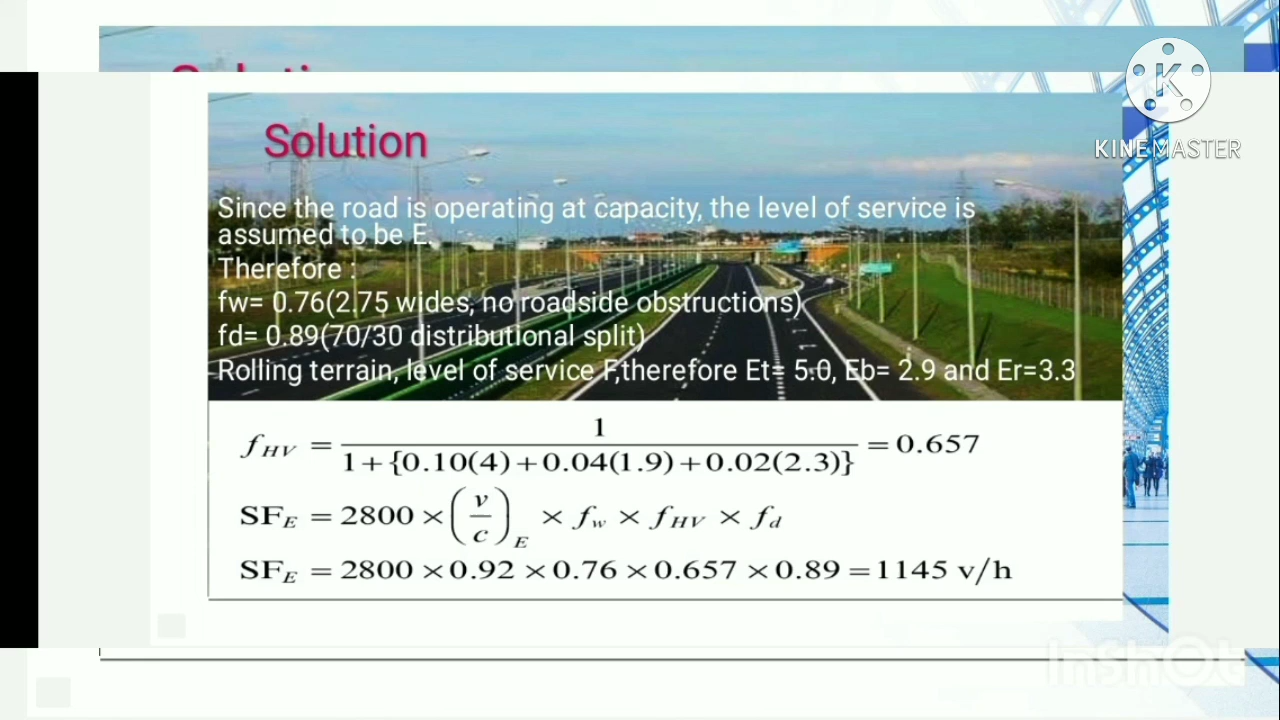 Solution
KINEMASTER
Solution
Since the road is operating at capacity, the level of service is
assumed to be E.
Therefore :
fw= 0.76(2.75 wides, no roadside obstructions)
fd= 0.89(70/30 distributional split)
Rolling terrain, level of service F,therefore Et= 5.0, Eb= 2.9 and Er=3.3
f_HV = 1 / 1+{0.10(4)+0.04(1.9)+0.02(2.3)} = 0.657
SF_E = 2800 × (v/c)_E × f_w × f_HV × f_d
SF_E = 2800 ×0.92 ×0.76 ×0.657 ×0.89 =1145 v/h
InShOt